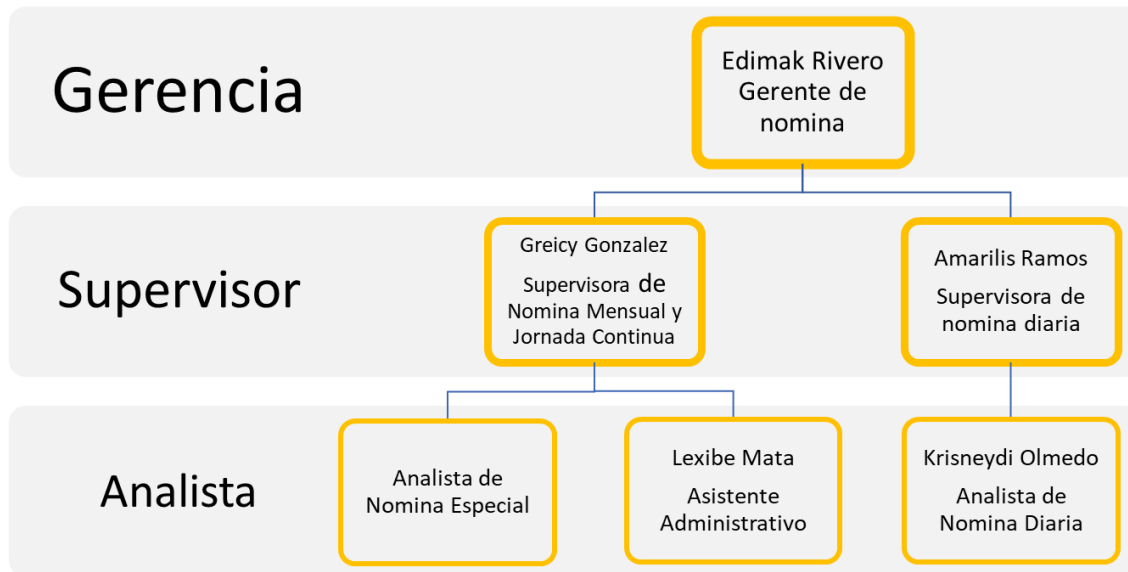 Gerencia
Edimak Rivero
Gerente de
nomina
Supervisor
Greicy Gonzalez
Supervisora de
Nomina Mensual y
Jornada Continua
Amarilis Ramos
Supervisora de
nomina diaria
Analista
Analista de
Nomina Especial
Lexibe Mata
Asistente
Administrativo
Krisneydi Olmedo
Analista de
Nomina Diaria